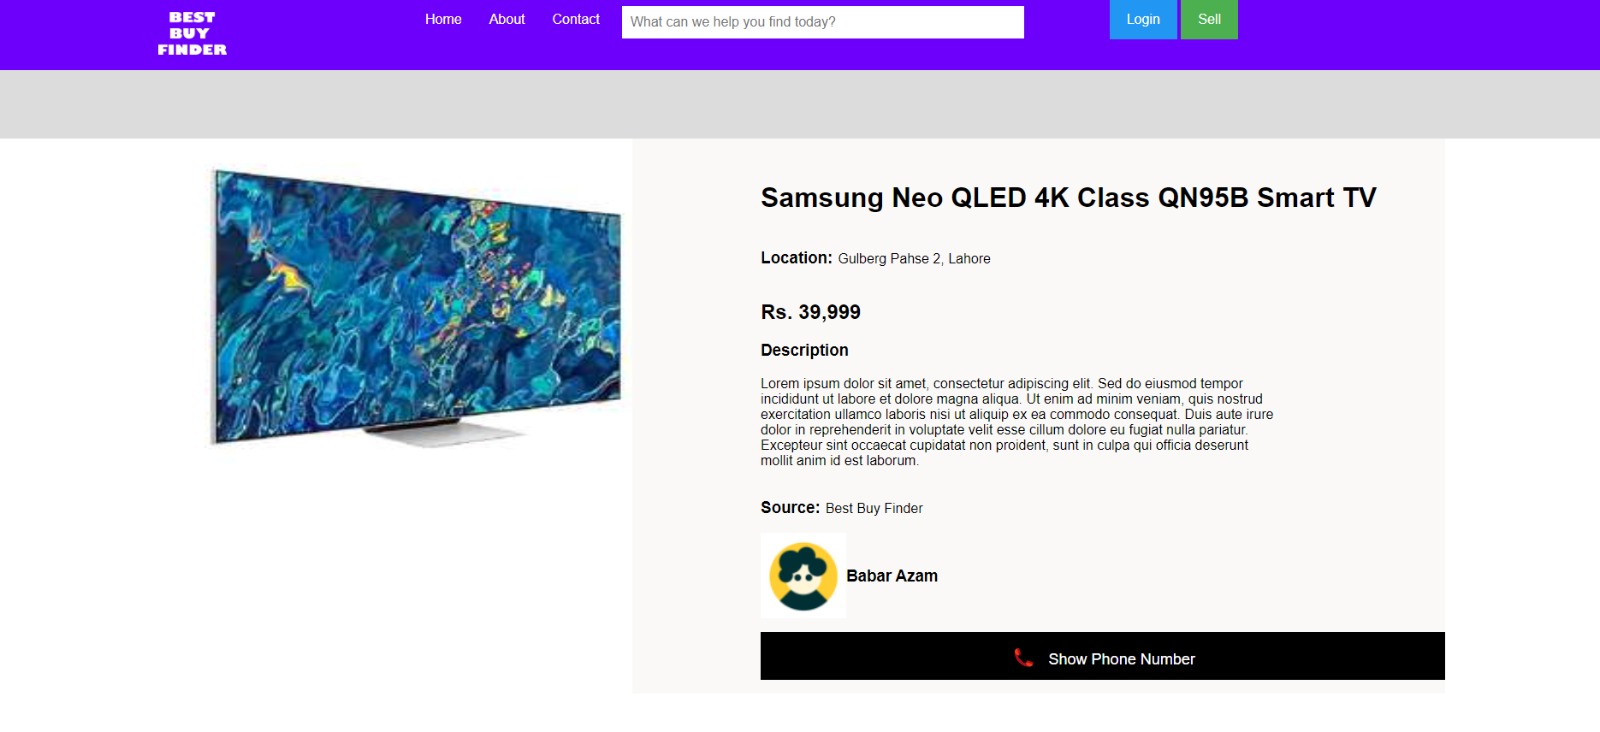 BEST
BUY
FINDER
Home
About
Contact
What can we help you find today?
Login
Sell
Samsung Neo QLED 4K Class QN95B Smart TV
Location: Gulberg Pahse 2, Lahore
Rs. 39,999
Description
Lorem ipsum dolor sit amet, consectetur adipiscing elit. Sed do eiusmod tempor
incididunt ut labore et dolore magna aliqua. Ut enim ad minim veniam, quis nostrud
exercitation ullamco laboris nisi ut aliquip ex ea commodo consequat. Duis aute irure
dolor in reprehenderit in voluptate velit esse cillum dolore eu fugiat nulla pariatur.
Excepteur sint occaecat cupidatat non proident, sunt in culpa qui officia deserunt
mollit anim id est laborum.
Source: Best Buy Finder
Babar Azam
Show Phone Number